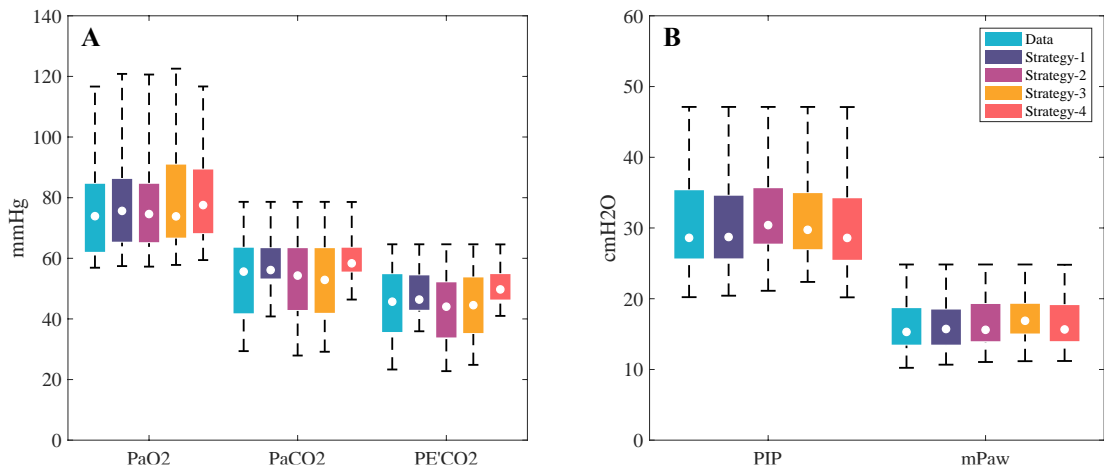 A
mmHg
140
120
100
80
60
40
20
0
PaO2
PaCO2
PE'CO2
B
cmH2O
60
50
40
30
20
10
0
PIP
mPaw
Data
Strategy-1
Strategy-2
Strategy-3
Strategy-4